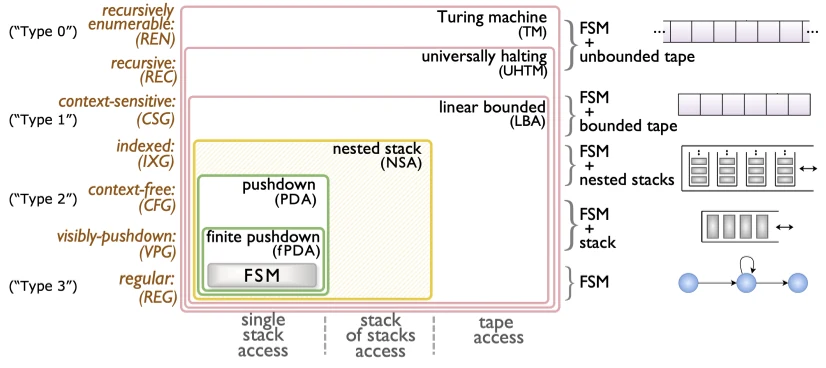 recursively
enumerable:
(REN)
("Type 0")
recursive:
(REC)
context-sensitive:
(CSG)
("Type 1")
indexed:
(IXG)
context-free:
(CFG)
("Type 2")
visibly-pushdown:
(VPG)
regular:
(REG)
("Type 3")
Turing machine
(TM)
universally halting
(UHTM)
linear bounded
(LBA)
nested stack
(NSA)
pushdown
(PDA)
finite pushdown
(fPDA)
FSM
FSM
+
unbounded tape
...
...
FSM
+
bounded tape
FSM
+
nested stacks
FSM
+
stack
FSM
single
stack
access
stack
of stacks
access
tape
access